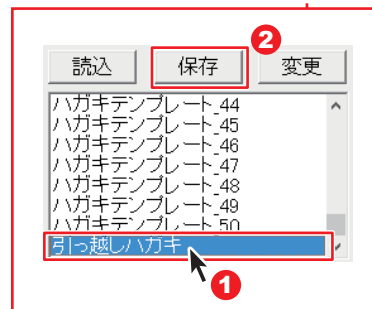 2
読込 保存 変更
ハガキテンプレート_44
ハガキテンプレート_45
ハガキテンプレート_46
ハガキテンプレート_47
ハガキテンプレート_48
ハガキテンプレート_49
ハガキテンプレート_50
引っ越しハガキ
1